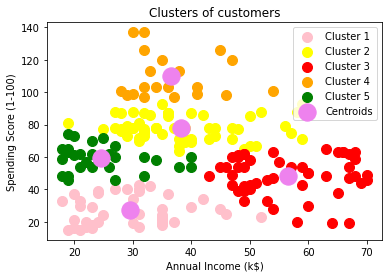 Clusters of customers
Spending Score (1-100)
140
120
100
80
60
40
20
Cluster 1
Cluster 2
Cluster 3
Cluster 4
Cluster 5
Centroids
20 30 40 50 60 70
Annual Income (k$)